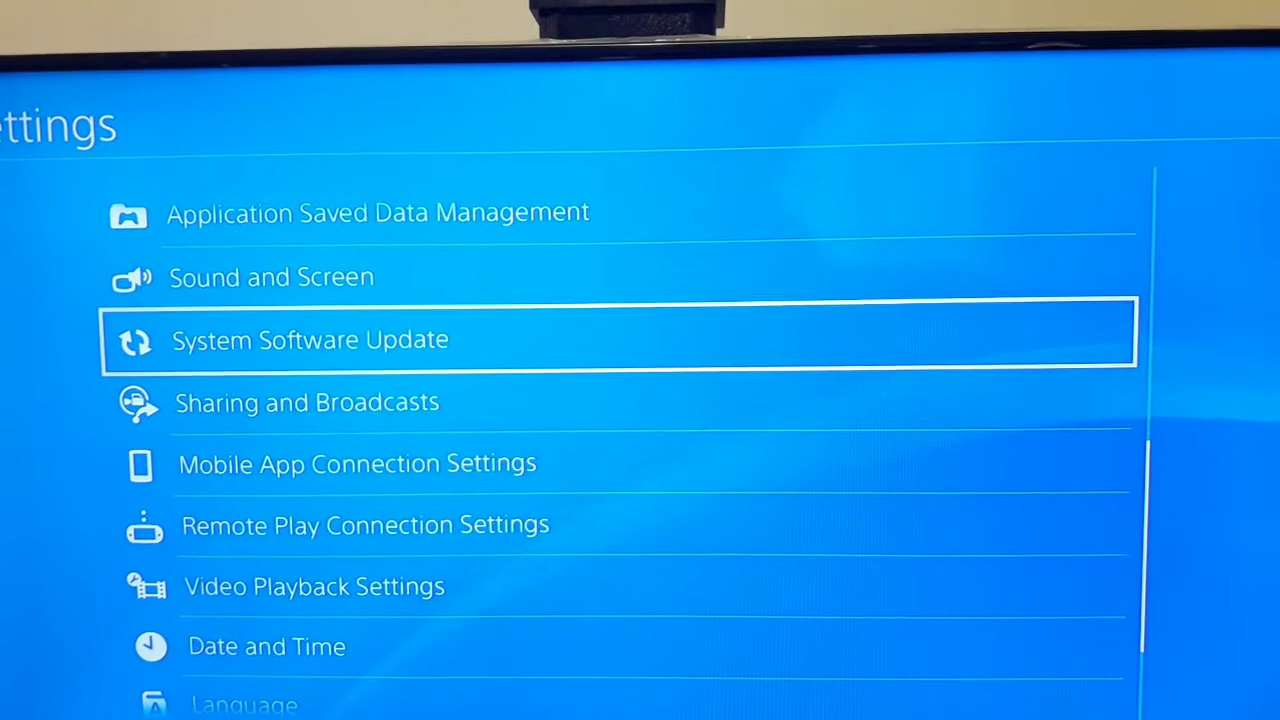 ettings
Application Saved Data Management
Sound and Screen
System Software Update
Sharing and Broadcasts
Mobile App Connection Settings
Remote Play Connection Settings
Video Playback Settings
Date and Time
Language